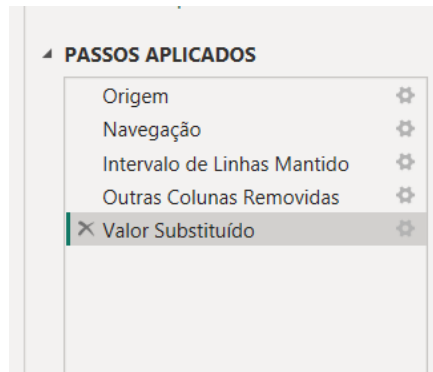 PASSOS APLICADOS
Origem
Navegação
Intervalo de Linhas Mantido
Outras Colunas Removidas
Valor Substituído